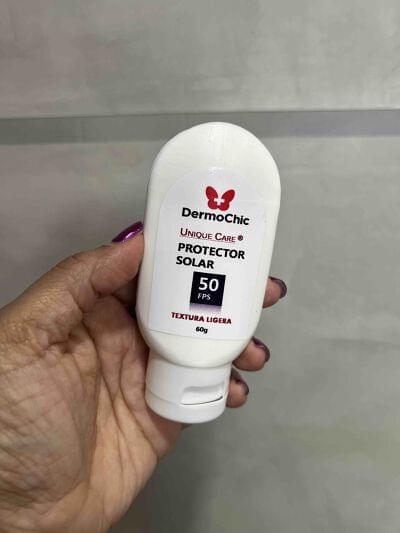 DermoChic
Unique Care ®
PROTECTOR
SOLAR
50
FPS
TEXTURA LIGERA
60g